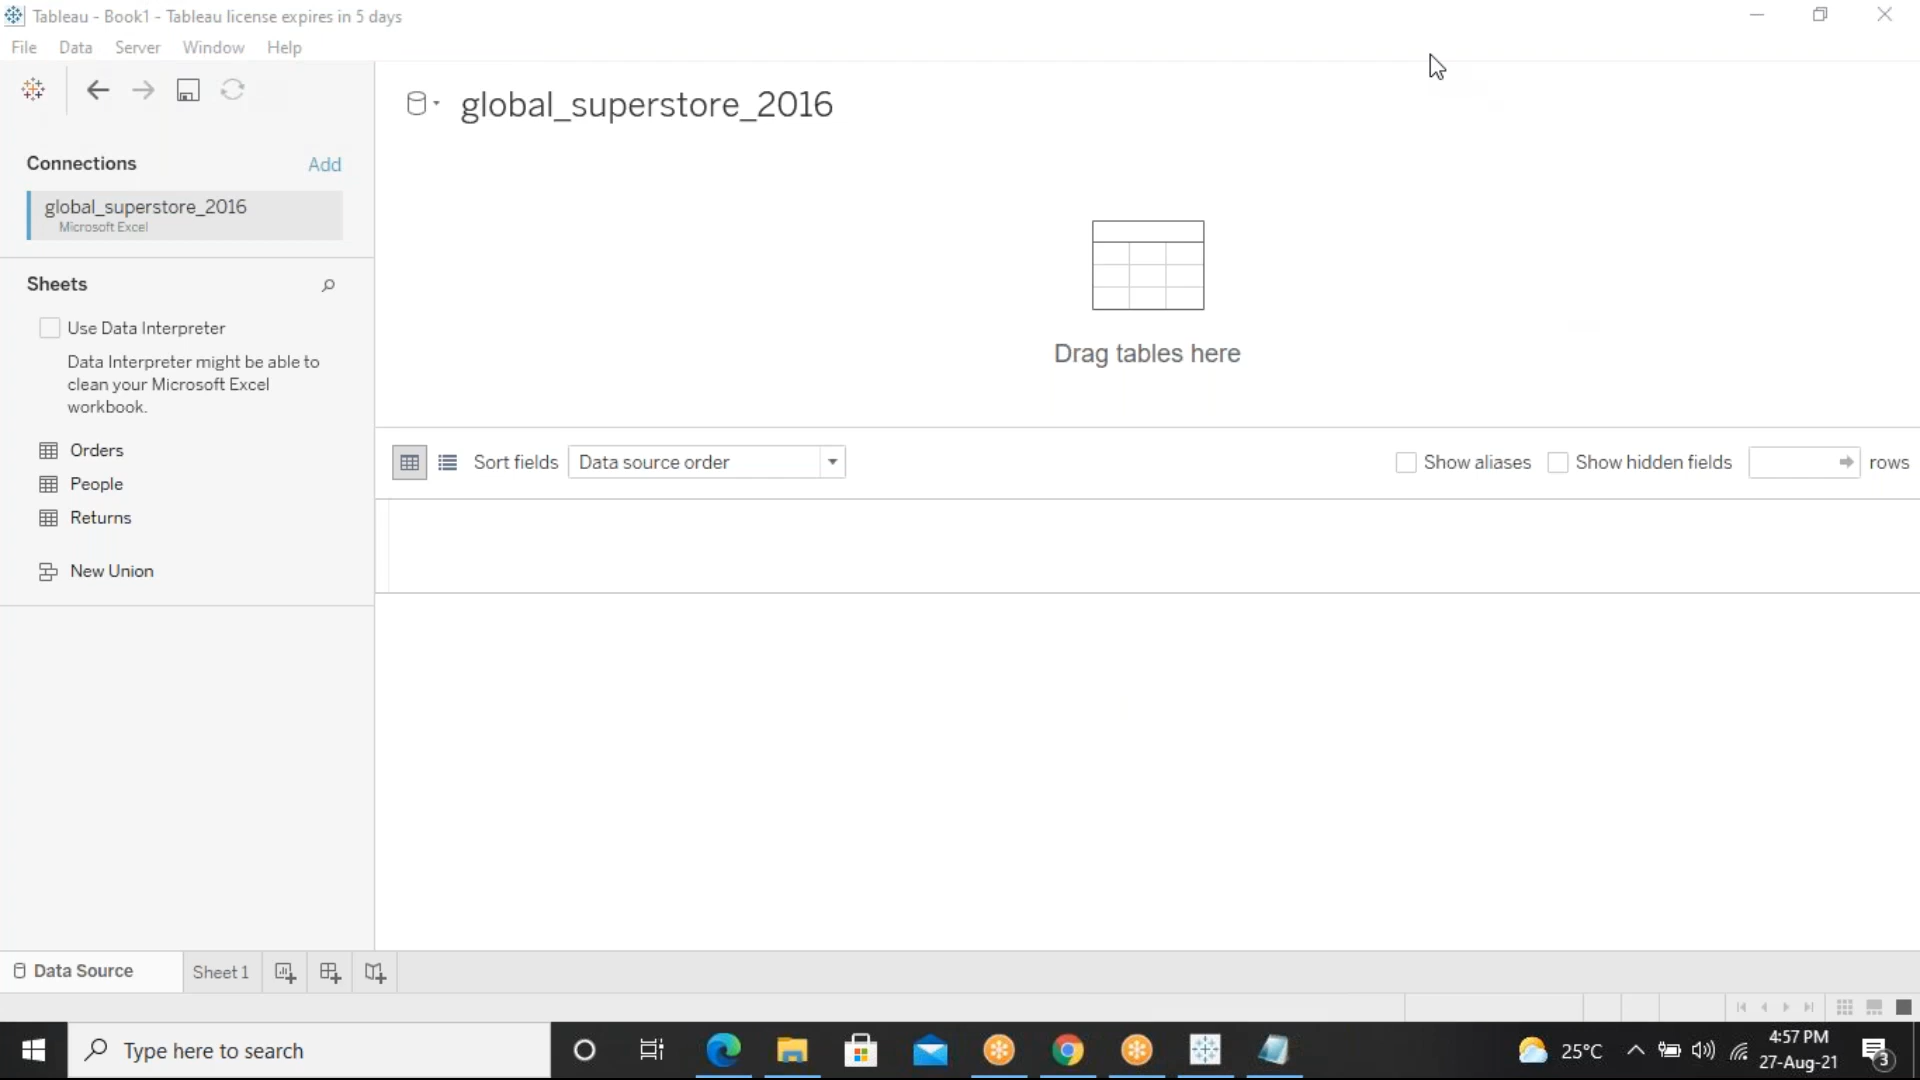 Tableau - Book1 - Tableau license expires in 5 days
File Data Server Window Help
global_superstore_2016
Connections Add
global_superstore_2016
Microsoft Excel
Sheets
Use Data Interpreter
Data Interpreter might be able to
clean your Microsoft Excel
workbook.
Orders
People
Returns
New Union
Drag tables here
Sort fields Data source order Show aliases Show hidden fields rows
Data Source Sheet 1
Type here to search 25°C 4:57 PM
27-Aug-21 3